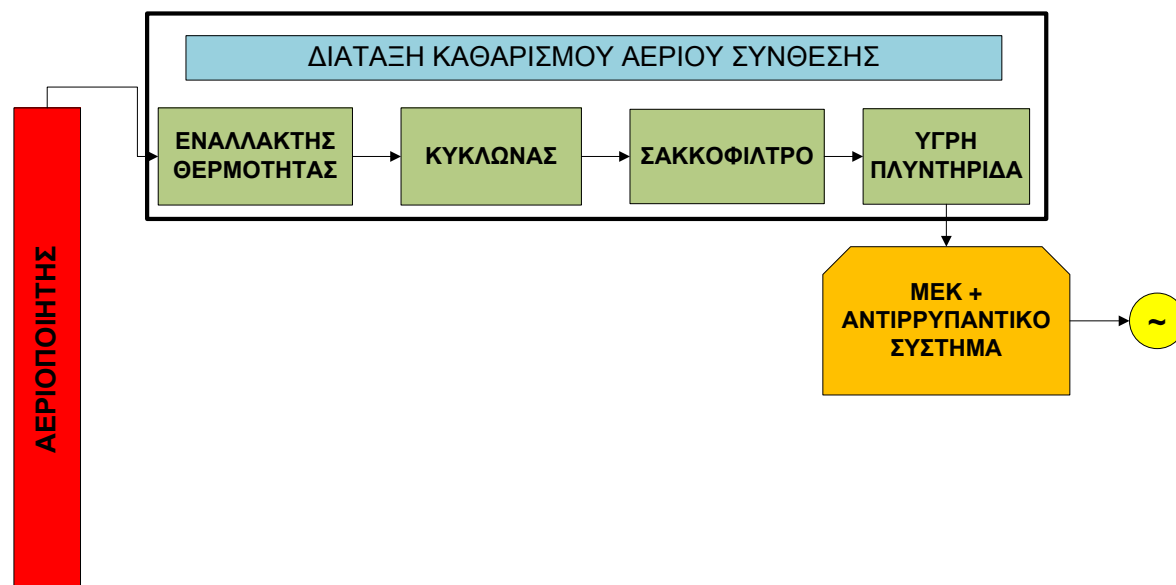 ΔΙΑΤΑΞΗ ΚΑΘΑΡΙΣΜΟΥ ΑΕΡΙΟΥ ΣΥΝΘΕΣΗΣ
ΕΝΑΛΛΑΚΤΗΣ
ΘΕΡΜΟΤΗΤΑΣ
ΚΥΚΛΩΝΑΣ
ΣΑΚΚΟΦΙΛΤΡΟ
ΥΓΡΗ
ΠΛΥΝΤΗΡΙΔΑ
ΑΕΡΙΟΠΟΙΗΤΗΣ
ΜΕΚ +
ΑΝΤΙΡΡΥΠΑΝΤΙΚΟ
ΣΥΣΤΗΜΑ
~